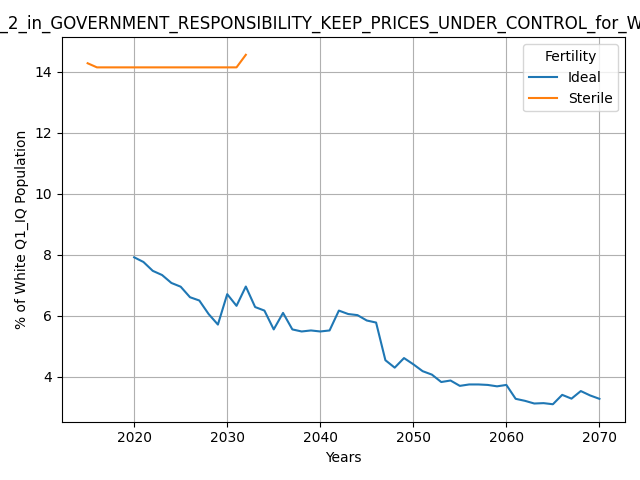 _2_in_GOVERNMENT_RESPONSIBILITY_KEEP_PRICES_UNDER_CONTROL_for_W
Fertility
Ideal
Sterile
% of White Q1_IQ Population
14
12
10
8
6
4
2020
2030
2040
2050
2060
2070
Years